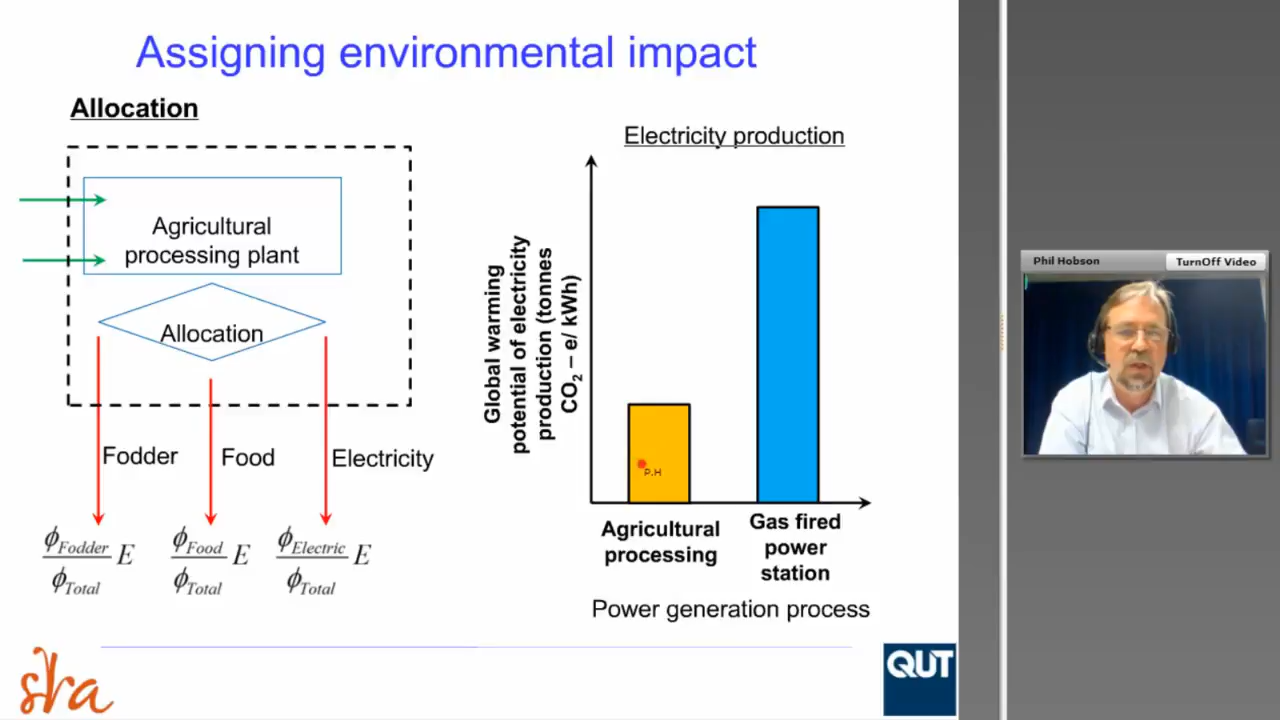 Assigning environmental impact
Allocation
Agricultural
processing plant
Allocation
Fodder
Food
Electricity
ϕFodder
ϕTotal
E
ϕFood
ϕTotal
E
ϕElectric
ϕTotal
E
Electricity production
Global warming
potential of electricity
production (tonnes
CO2 – e/ kWh)
P.H
Agricultural
processing
Gas fired
power
station
Power generation process
sra
QUT
Phil Hobson
TurnOff Video